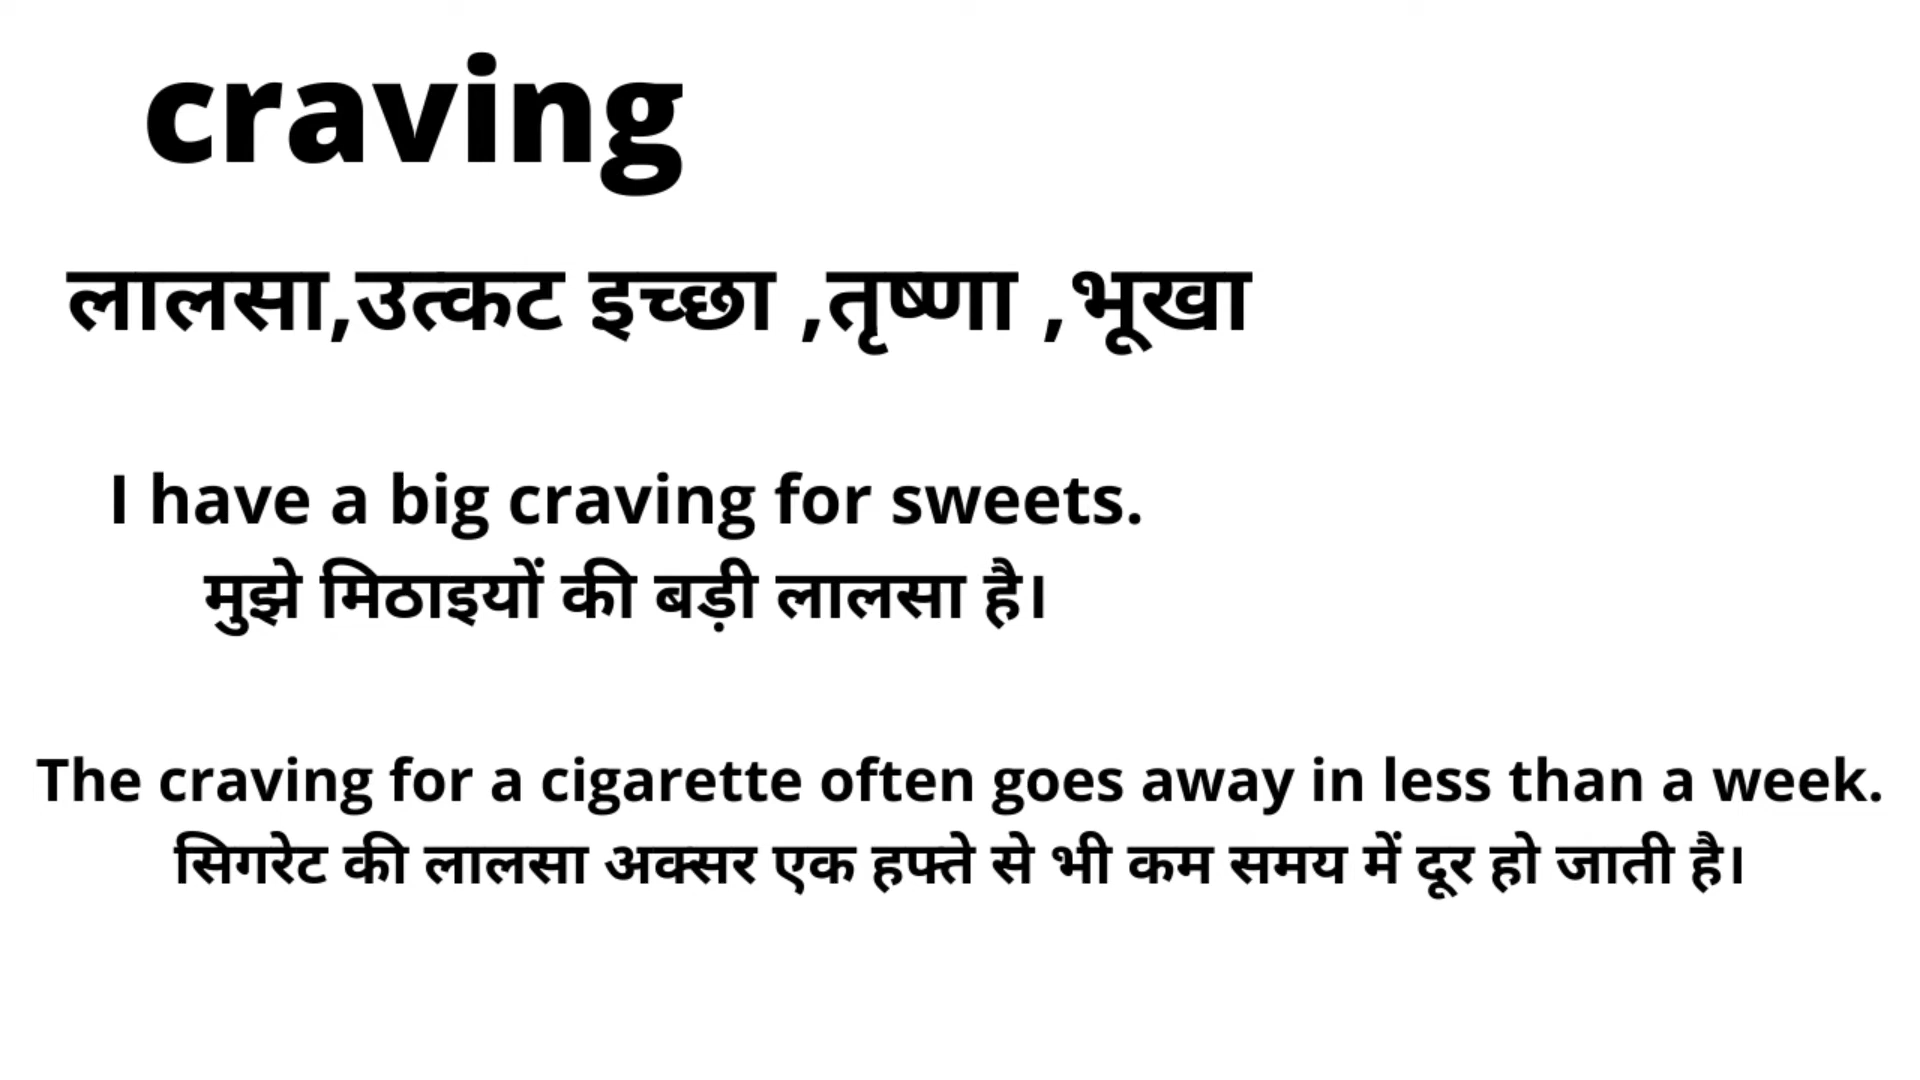 craving
लालसा,उत्कट इच्छा ,तृष्णा ,भूखा
I have a big craving for sweets.
मुझे मिठाइयों की बड़ी लालसा है।
The craving for a cigarette often goes away in less than a week.
सिगरेट की लालसा अक्सर एक हफ्ते से भी कम समय में दूर हो जाती है।